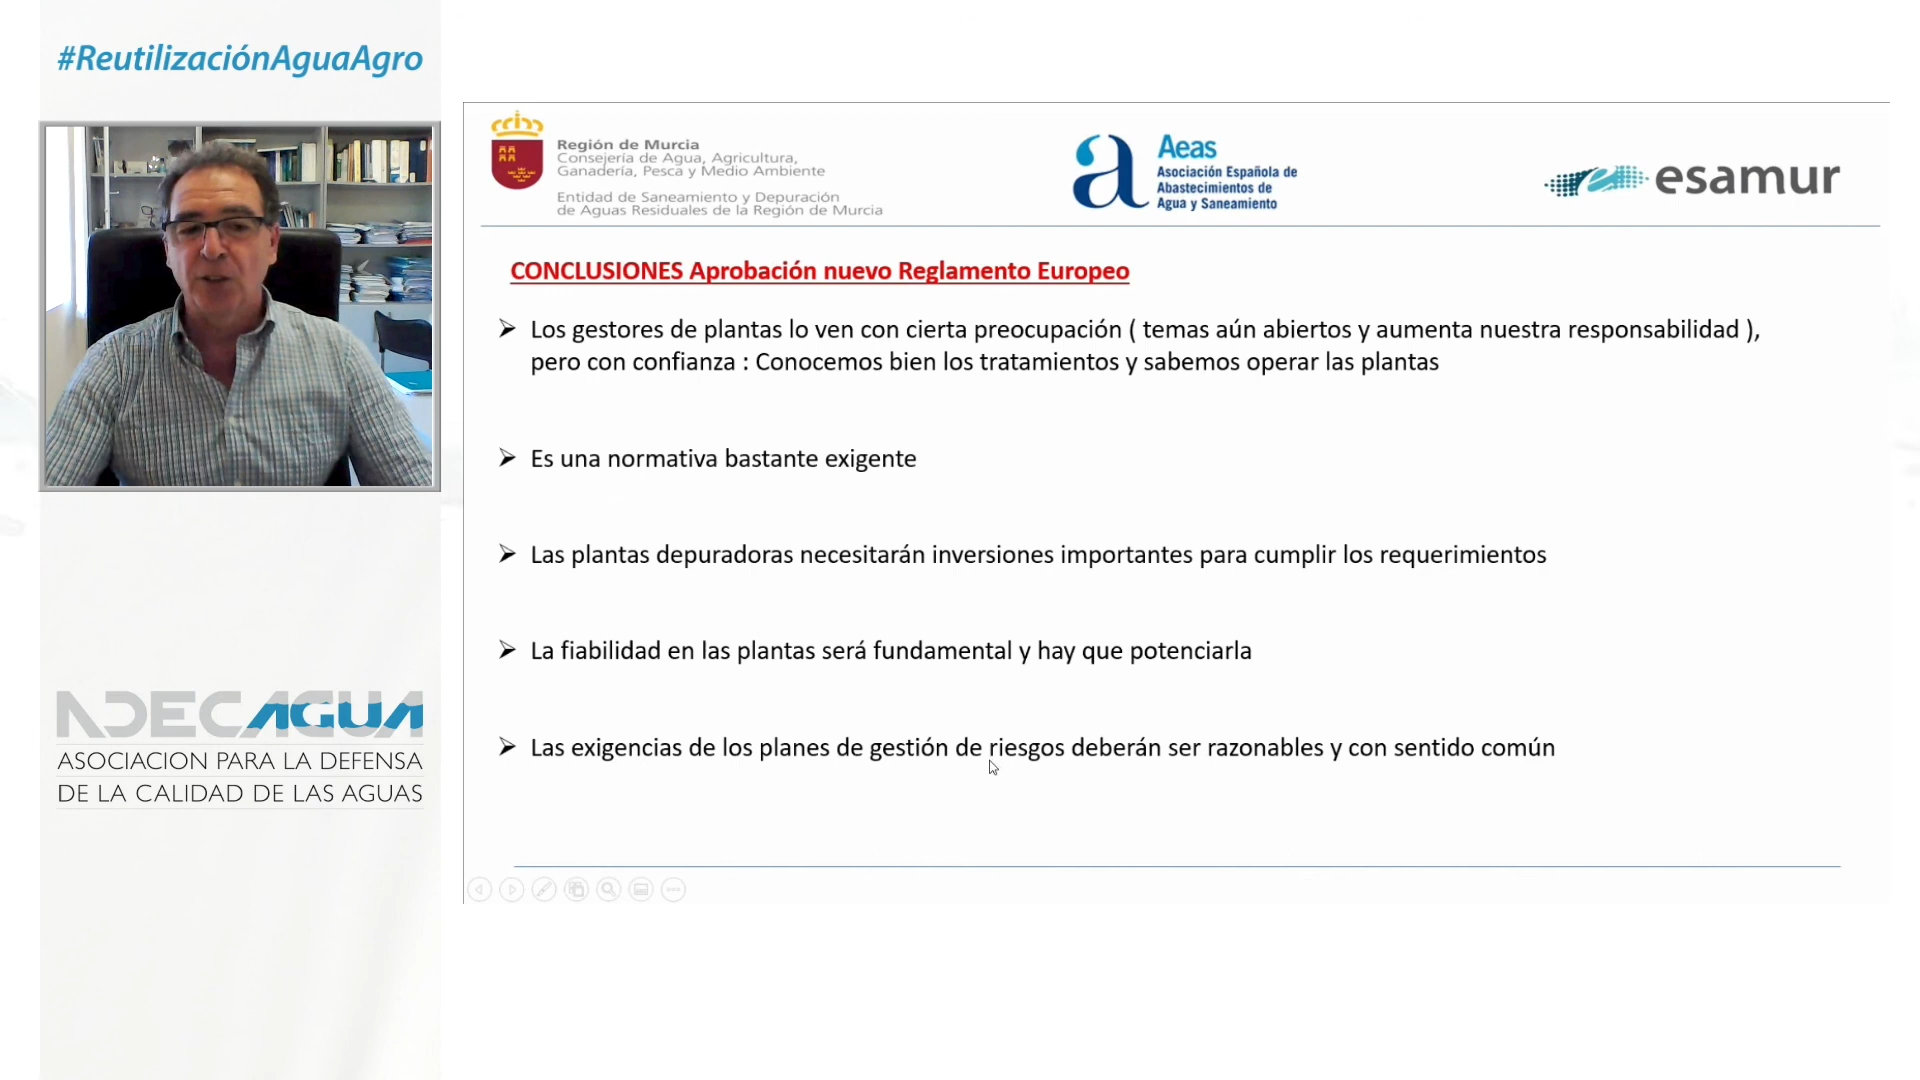 #ReutilizaciónAguaAgro
Región de Murcia
Consejería de Agua, Agricultura,
Ganadería, Pesca y Medio Ambiente
Entidad de Saneamiento y Depuración
de Aguas Residuales de la Región de Murcia
a
Aeas
Asociación Española de
Abastecimientos de
Agua y Saneamiento
esamur
CONCLUSIONES Aprobación nuevo Reglamento Europeo
➢ Los gestores de plantas lo ven con cierta preocupación ( temas aún abiertos y aumenta nuestra responsabilidad ),
pero con confianza : Conocemos bien los tratamientos y sabemos operar las plantas
➢ Es una normativa bastante exigente
➢ Las plantas depuradoras necesitarán inversiones importantes para cumplir los requerimientos
➢ La fiabilidad en las plantas será fundamental y hay que potenciarla
➢ Las exigencias de los planes de gestión de riesgos deberán ser razonables y con sentido común
ADECAGUA
ASOCIACION PARA LA DEFENSA
DE LA CALIDAD DE LAS AGUAS